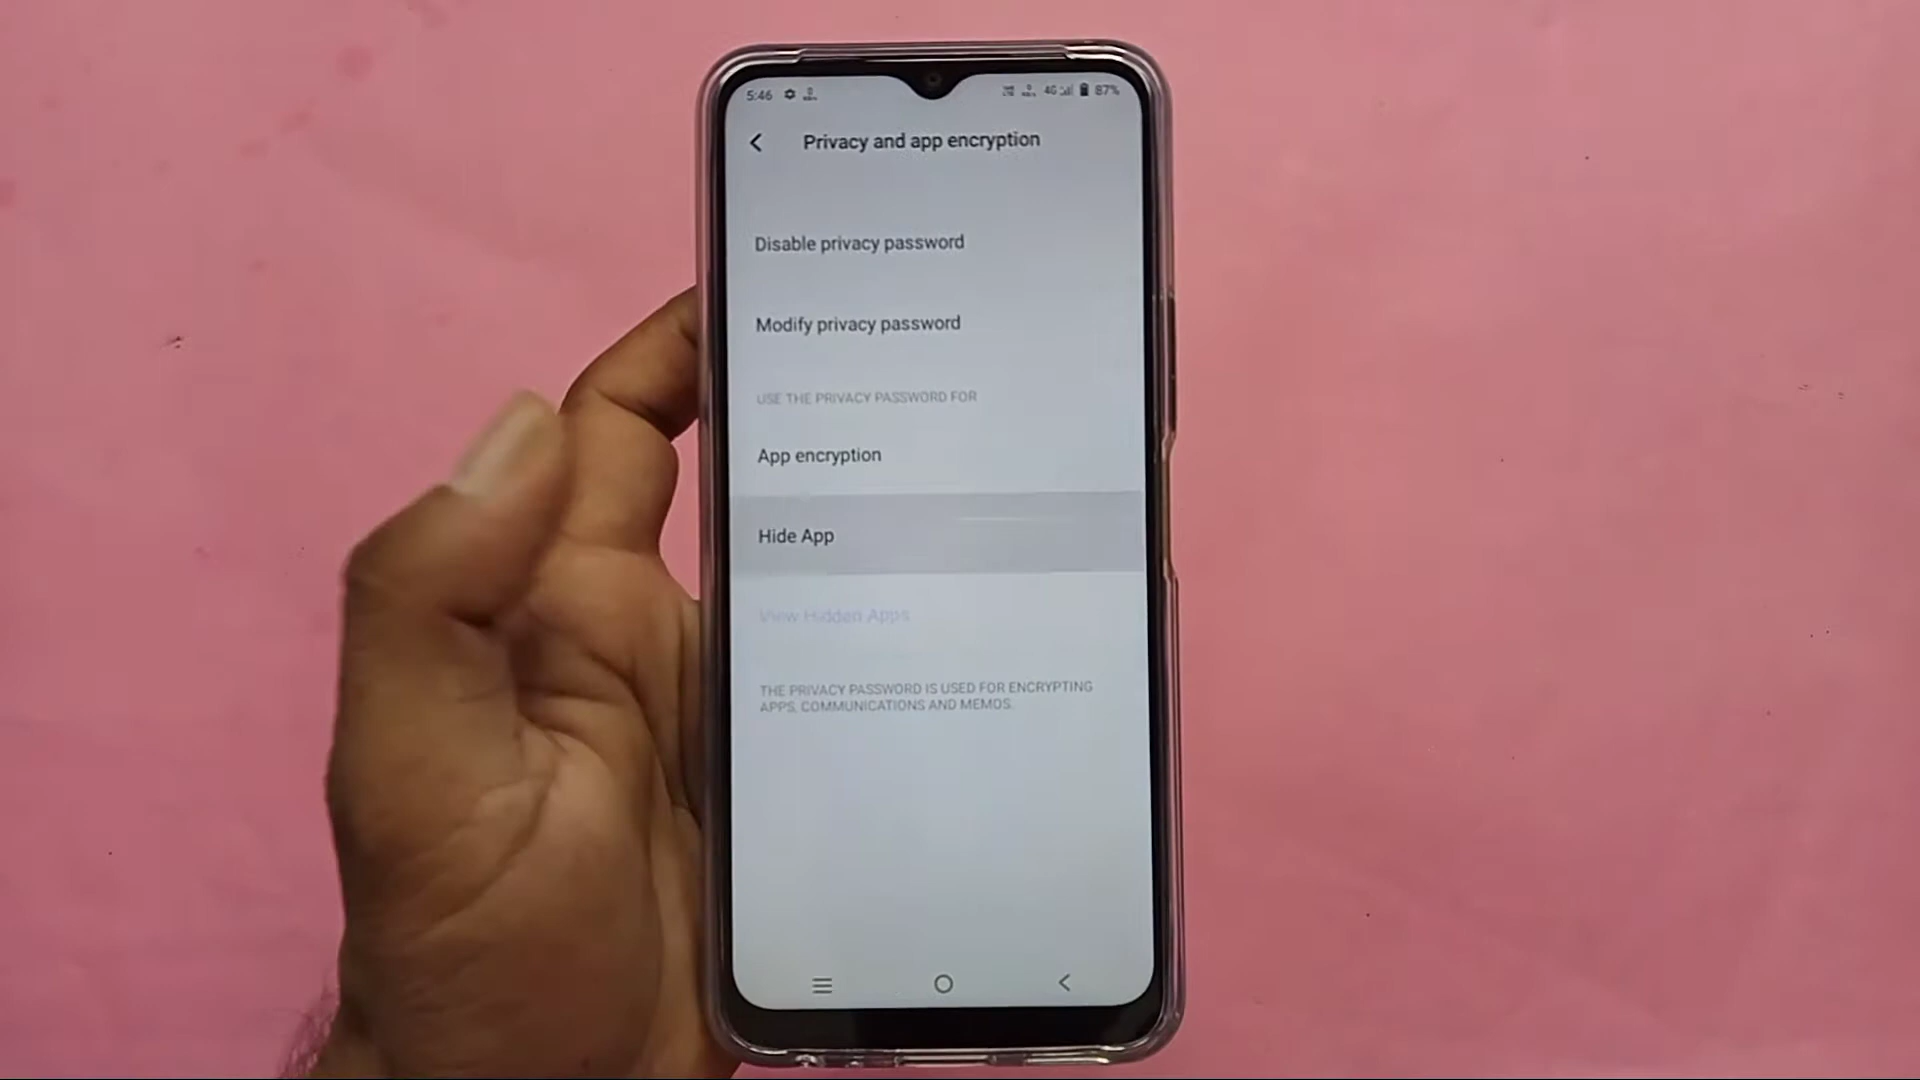 5:46
4G 87%
Privacy and app encryption
Disable privacy password
Modify privacy password
USE THE PRIVACY PASSWORD FOR
App encryption
Hide App
View Hidden Apps
THE PRIVACY PASSWORD IS USED FOR ENCRYPTING
APPS, COMMUNICATIONS AND MEMOS.